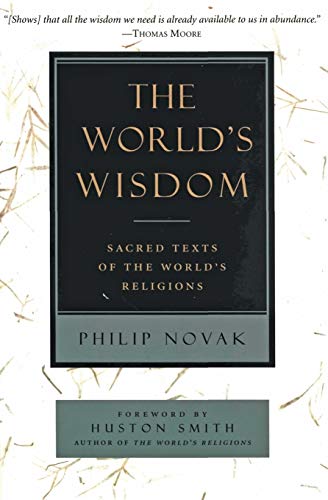 “[Shows] that all the wisdom we need is already available to us in abundance.”
—THOMAS MOORE
THE
WORLD'S
WISDOM
SACRED TEXTS
OF THE WORLD'S
RELIGIONS
PHILIP NOVAK
FOREWORD BY
HUSTON SMITH
AUTHOR OF THE WORLD'S RELIGIONS